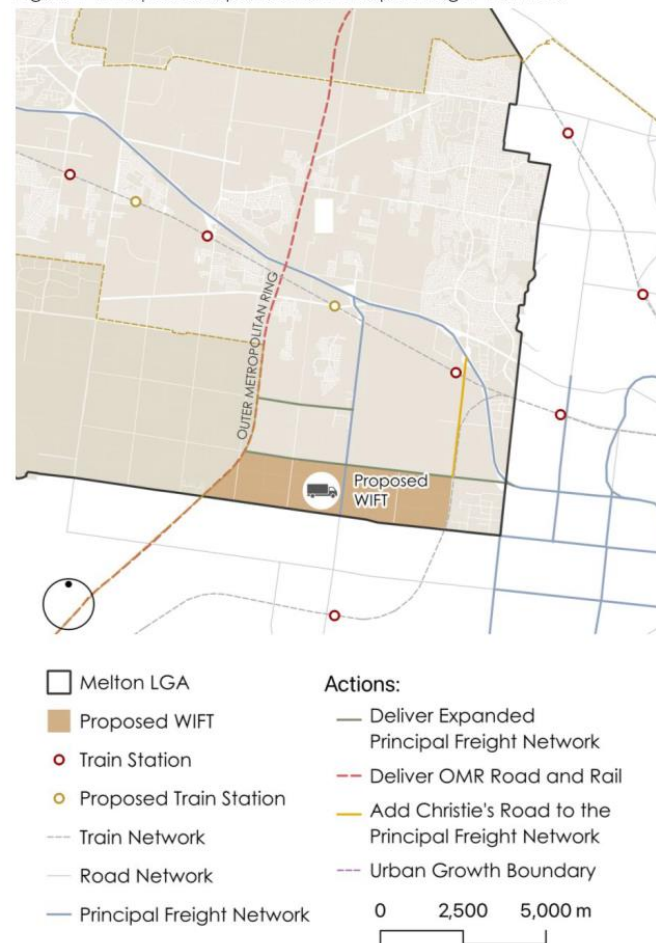 OUTER METROPOLITAN RING
Proposed
WIFT
Melton LGA
Proposed WIFT
Train Station
Proposed Train Station
Train Network
Road Network
Principal Freight Network
Actions:
Deliver Expanded
Principal Freight Network
Deliver OMR Road and Rail
Add Christie's Road to the
Principal Freight Network
Urban Growth Boundary
0 2,500 5,000 m